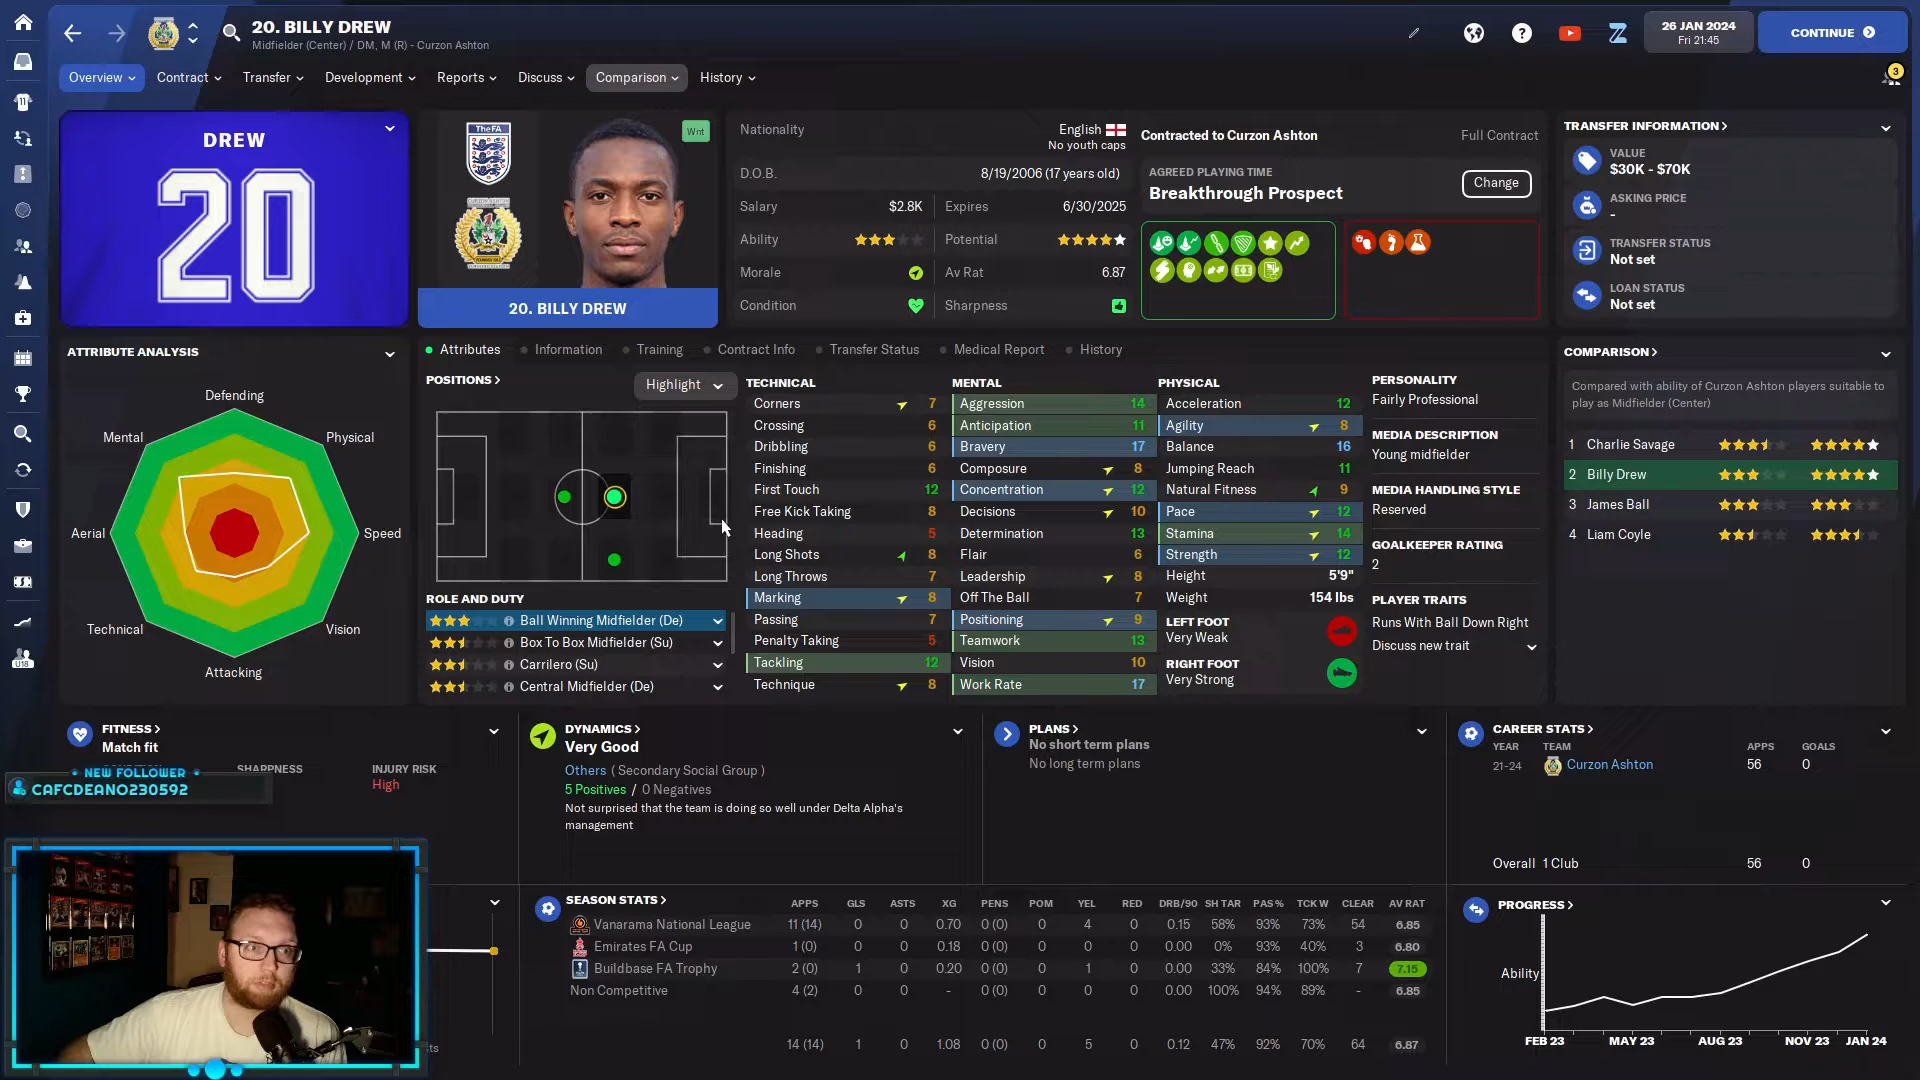 20. BILLY DREW
Midfielder (Center) / DM, M (R) - Curzon Ashton
26 JAN 2024
Fri 21:45
CONTINUE
Overview
Contract
Transfer
Development
Reports
Discuss
Comparison
History
3
DREW
20
The FA
Wnt
20. BILLY DREW
Nationality
English
No youth caps
D.O.B.
8/19/2006 (17 years old)
Salary
$2.8K
Expires
6/30/2025
Ability
Potential
Morale
Av Rat
6.87
Condition
Sharpness
Contracted to Curzon Ashton
Full Contract
AGREED PLAYING TIME
Breakthrough Prospect
Change
TRANSFER INFORMATION >
VALUE
$30K - $70K
ASKING PRICE
-
TRANSFER STATUS
Not set
LOAN STATUS
Not set
ATTRIBUTE ANALYSIS
Defending
Mental
Physical
Aerial
Speed
Technical
Vision
Attacking
Attributes
Information
Training
Contract Info
Transfer Status
Medical Report
History
POSITIONS >
Highlight
ROLE AND DUTY
Ball Winning Midfielder (De)
Box To Box Midfielder (Su)
Carrilero (Su)
Central Midfielder (De)
TECHNICAL
Corners 7
Crossing 6
Dribbling 6
Finishing 6
First Touch 12
Free Kick Taking 8
Heading 5
Long Shots 8
Long Throws 7
Marking 8
Passing 7
Penalty Taking 5
Tackling 12
Technique 8
MENTAL
Aggression 14
Anticipation 11
Bravery 17
Composure 8
Concentration 12
Decisions 10
Determination 13
Flair 6
Leadership 8
Off The Ball 7
Positioning 9
Teamwork 13
Vision 10
Work Rate 17
PHYSICAL
Acceleration 12
Agility 8
Balance 16
Jumping Reach 11
Natural Fitness 9
Pace 12
Stamina 14
Strength 12
Height 5'9"
Weight 154 lbs
LEFT FOOT
Very Weak
RIGHT FOOT
Very Strong
PERSONALITY
Fairly Professional
MEDIA DESCRIPTION
Young midfielder
MEDIA HANDLING STYLE
Reserved
GOALKEEPER RATING
2
PLAYER TRAITS
Runs With Ball Down Right
Discuss new trait
COMPARISON >
Compared with ability of Curzon Ashton players suitable to
play as Midfielder (Center)
1 Charlie Savage
2 Billy Drew
3 James Ball
4 Liam Coyle
FITNESS >
Match fit
SHARPNESS
INJURY RISK
High
NEW FOLLOWER
CAFCDEANO230592
DYNAMICS >
Very Good
Others ( Secondary Social Group )
5 Positives / 0 Negatives
Not surprised that the team is doing so well under Delta Alpha's
management
PLANS >
No short term plans
No long term plans
CAREER STATS >
YEAR TEAM APPS GOALS
21-24 Curzon Ashton 56 0
Overall 1 Club 56 0
SEASON STATS > APPS GLS ASTS XG PENS POM YEL RED DRB/90 SH TAR PAS % TCK W CLEAR AV RAT
Vanarama National League 11 (14) 0 0 0.70 0 (0) 0 4 0 0.15 58% 93% 73% 54 6.85
Emirates FA Cup 1 (0) 0 0 0.18 0 (0) 0 0 0 0.00 0% 93% 40% 3 6.80
Buildbase FA Trophy 2 (0) 1 0 0.20 0 (0) 0 1 0 0.00 33% 84% 100% 7 7.15
Non Competitive 4 (2) 0 0 - 0 (0) 0 0 0 0.00 100% 94% 89% - 6.85
14 (14) 1 0 1.08 0 (0) 0 5 0 0.12 47% 92% 70% 64 6.87
PROGRESS >
Ability
FEB 23 MAY 23 AUG 23 NOV 23 JAN 24
U18
ts